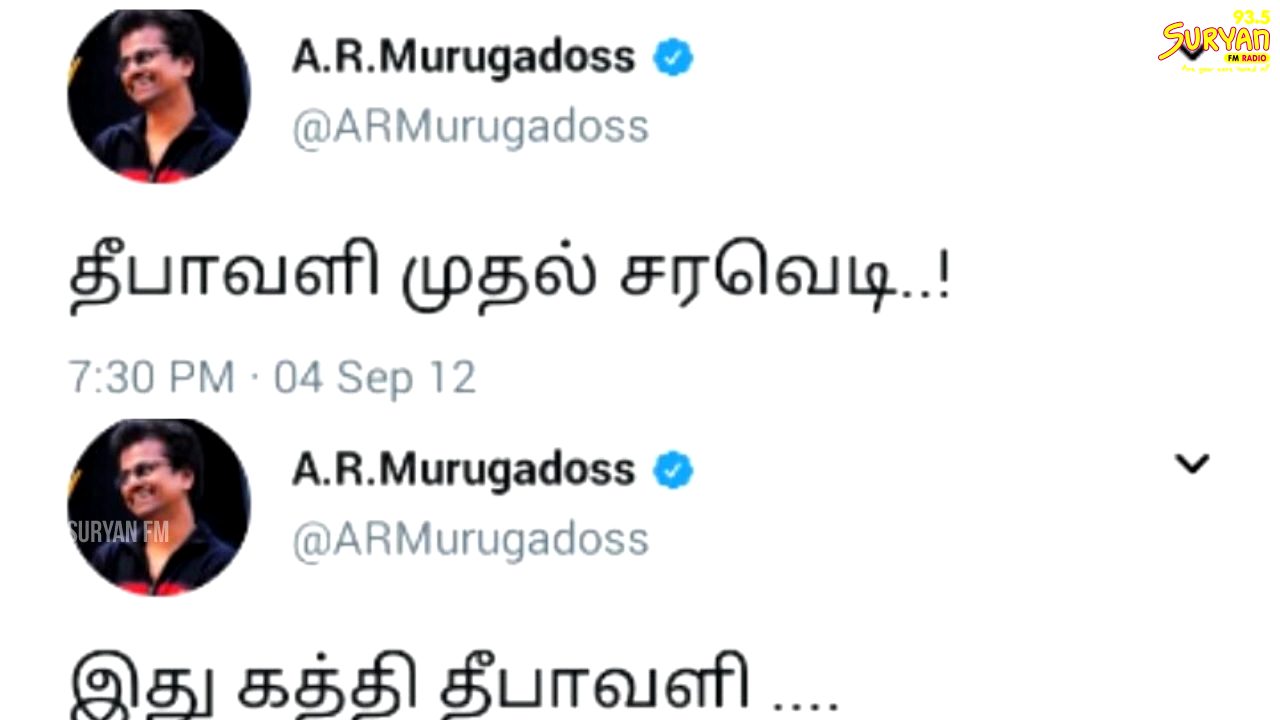 93.5
SURYAN
FM RADIO
A.R.Murugadoss
@ARMurugadoss
தீபாவளி முதல் சரவெடி..!
7:30 PM · 04 Sep 12
A.R.Murugadoss
SURYAN FM
@ARMurugadoss
இது கத்தி தீபாவளி ....